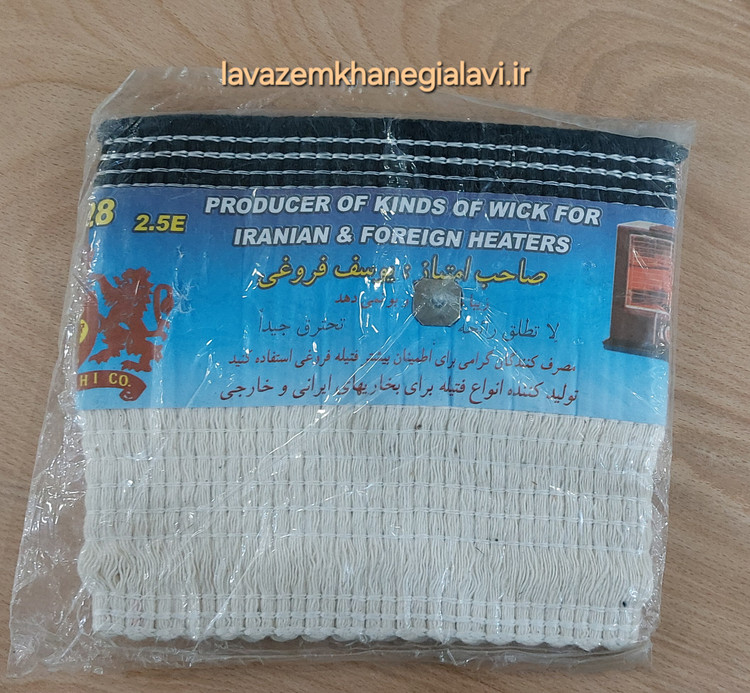 lavazemkhanegialavi.ir
28
2.5E
PRODUCER OF KINDS OF WICK FOR
IRANIAN & FOREIGN HEATERS
صاحب امتیاز : یوسف فروغی
دهد
لا تطلق رائحة تحترق جیدا
مصرف کنندگان گرامی برای اطمینان بیشتر از فتیله فروغی استفاده کنید
تولید کننده انواع فتیله برای بخاریهای ایرانی و خارجی
HI CO.